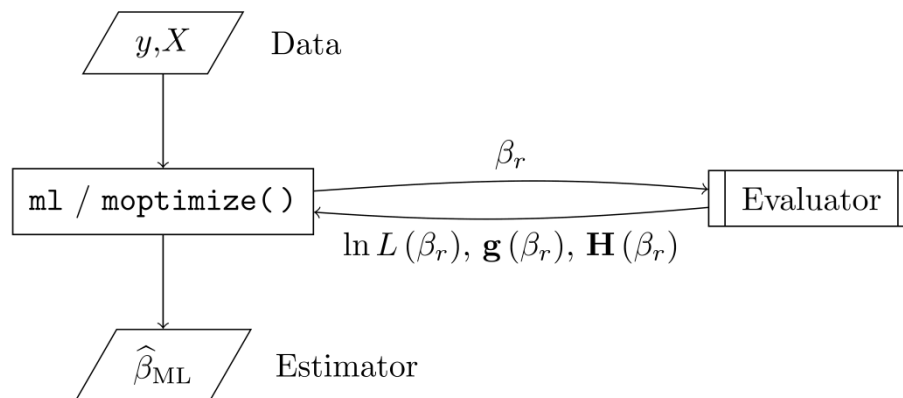 y,X Data
β_r
ml / moptimize() Evaluator
ln L (β_r), g (β_r), H (β_r)
β̂_ML Estimator